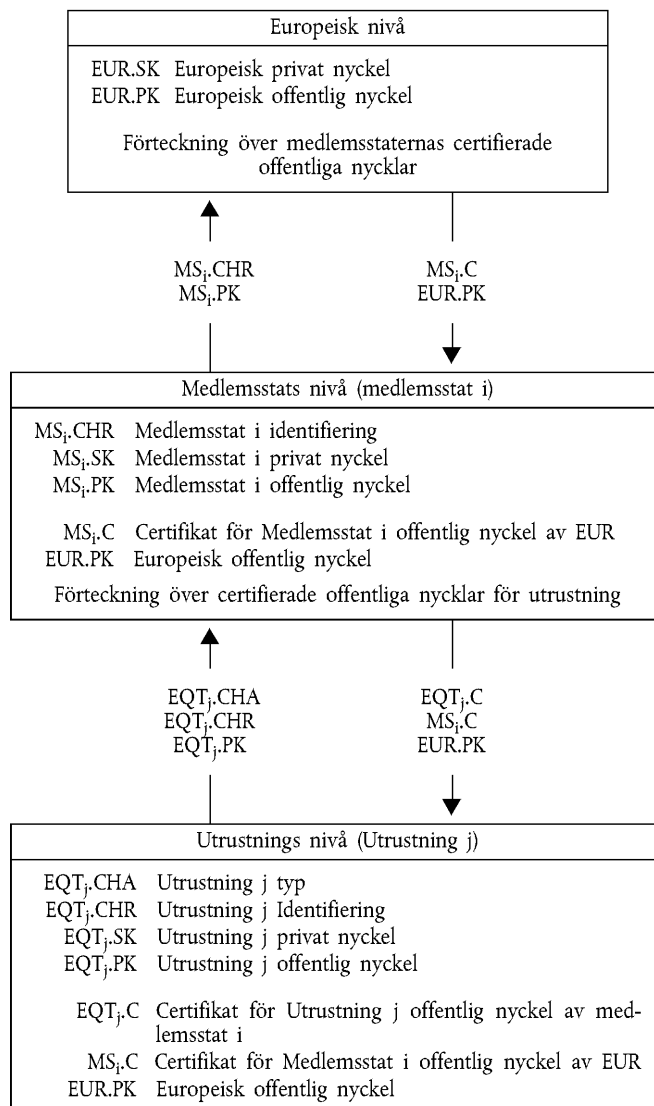 Europeisk nivå
EUR.SK Europeisk privat nyckel
EUR.PK Europeisk offentlig nyckel
Förteckning över medlemsstaternas certifierade
offentliga nycklar
MSi.CHR
MSi.PK
MSi.C
EUR.PK
Medlemsstats nivå (medlemsstat i)
MSi.CHR Medlemsstat i identifiering
MSi.SK Medlemsstat i privat nyckel
MSi.PK Medlemsstat i offentlig nyckel
MSi.C Certifikat för Medlemsstat i offentlig nyckel av EUR
EUR.PK Europeisk offentlig nyckel
Förteckning över certifierade offentliga nycklar för utrustning
EQTj.CHA
EQTj.CHR
EQTj.PK
EQTj.C
MSi.C
EUR.PK
Utrustnings nivå (Utrustning j)
EQTj.CHA Utrustning j typ
EQTj.CHR Utrustning j Identifiering
EQTj.SK Utrustning j privat nyckel
EQTj.PK Utrustning j offentlig nyckel
EQTj.C Certifikat för Utrustning j offentlig nyckel av med-
lemsstat i
MSi.C Certifikat för Medlemsstat i offentlig nyckel av EUR
EUR.PK Europeisk offentlig nyckel